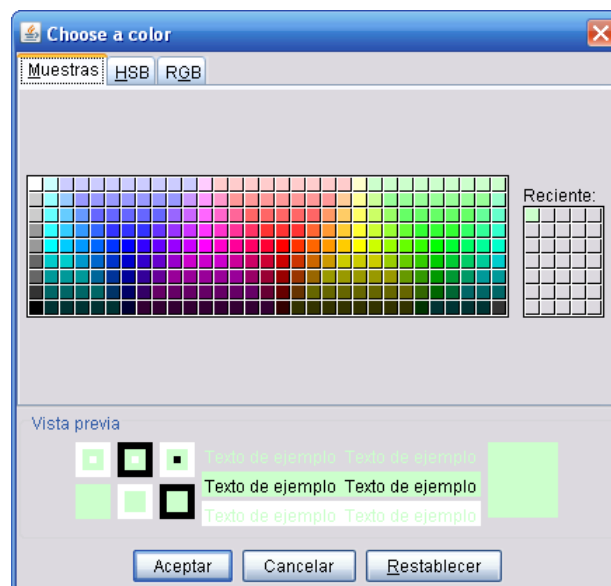 Choose a color
Muestras HSB RGB
Reciente:
Vista previa
Texto de ejemplo Texto de ejemplo
Texto de ejemplo Texto de ejemplo
Texto de ejemplo Texto de ejemplo
Aceptar Cancelar Restablecer